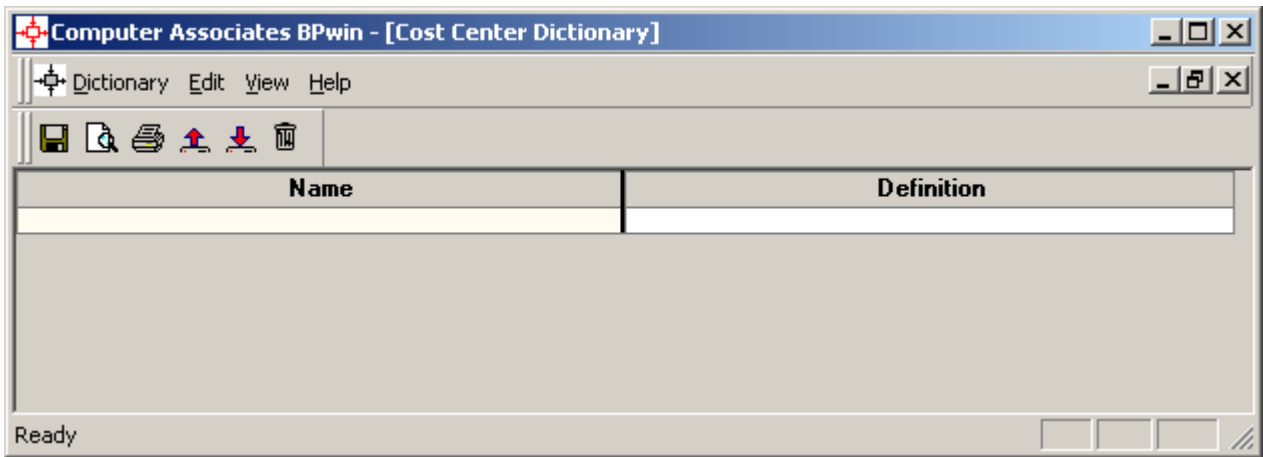 Computer Associates BPwin - [Cost Center Dictionary]
Dictionary Edit View Help
Name Definition
Ready